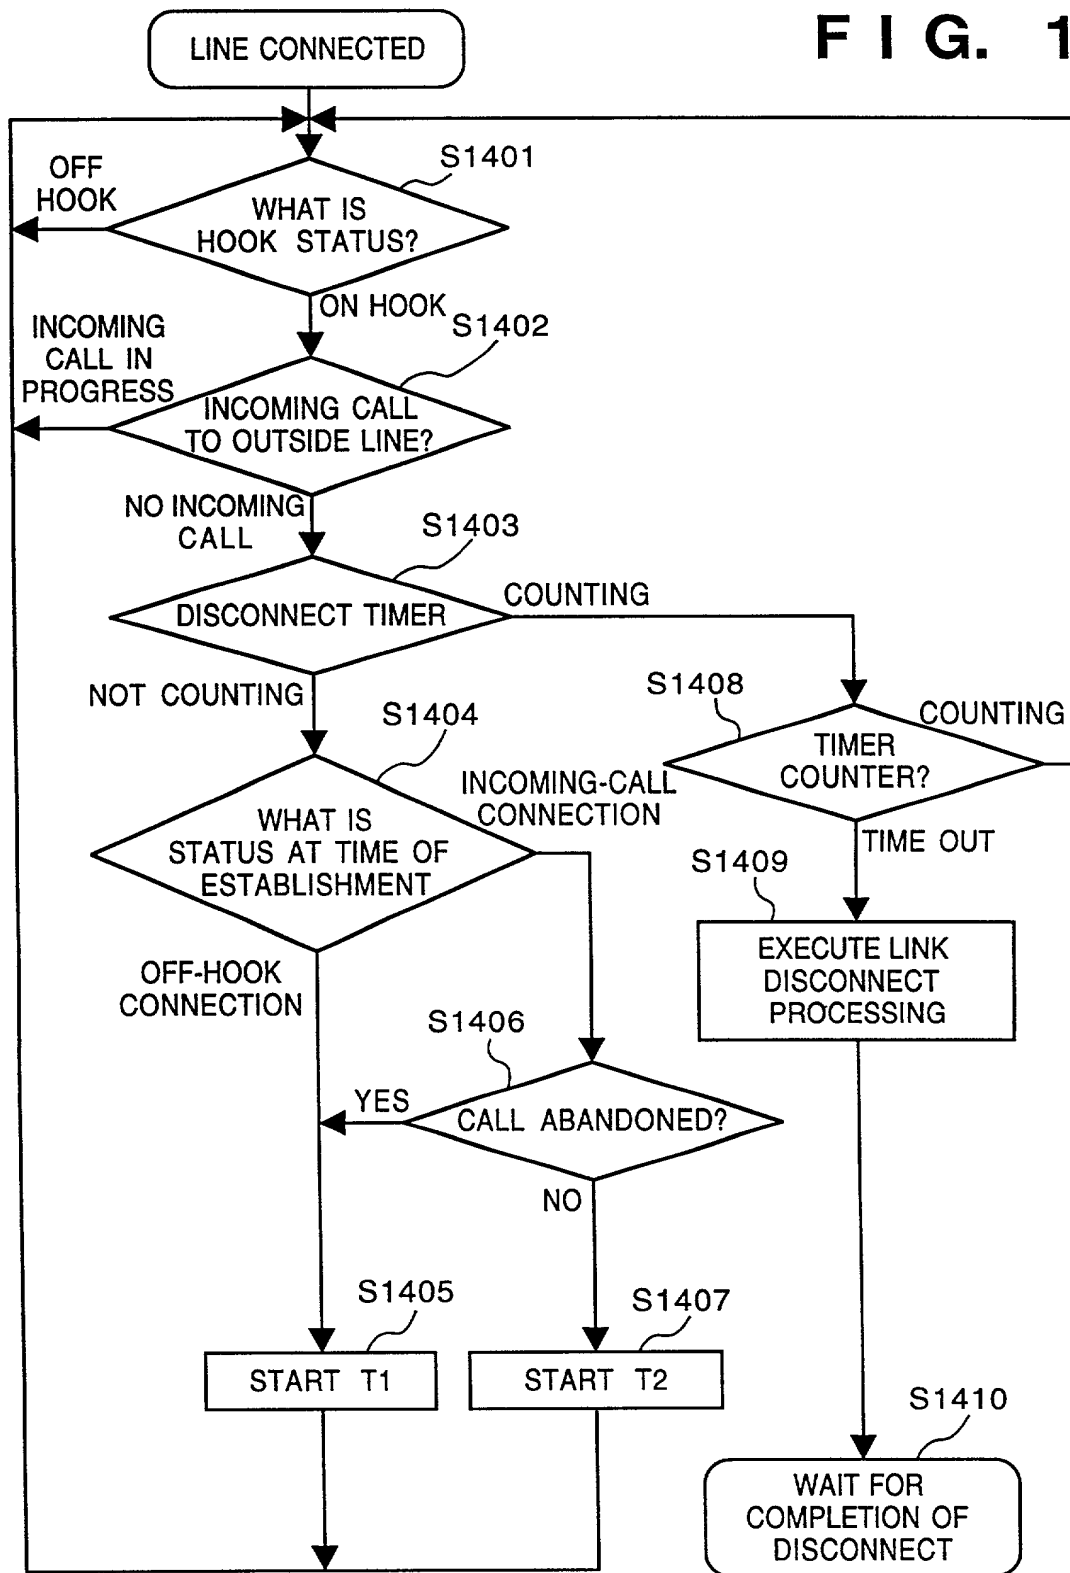 LINE CONNECTED
F I G. 1
S1401
OFF
HOOK
WHAT IS
HOOK STATUS?
ON HOOK
S1402
INCOMING
CALL IN
PROGRESS
INCOMING CALL
TO OUTSIDE LINE?
NO INCOMING
CALL
S1403
DISCONNECT TIMER
COUNTING
NOT COUNTING
S1404
S1408
COUNTING
TIMER
COUNTER?
INCOMING-CALL
CONNECTION
WHAT IS
STATUS AT TIME OF
ESTABLISHMENT
TIME OUT
S1409
EXECUTE LINK
DISCONNECT
PROCESSING
OFF-HOOK
CONNECTION
S1406
YES
CALL ABANDONED?
NO
S1405
S1407
START T1
START T2
S1410
WAIT FOR
COMPLETION OF
DISCONNECT